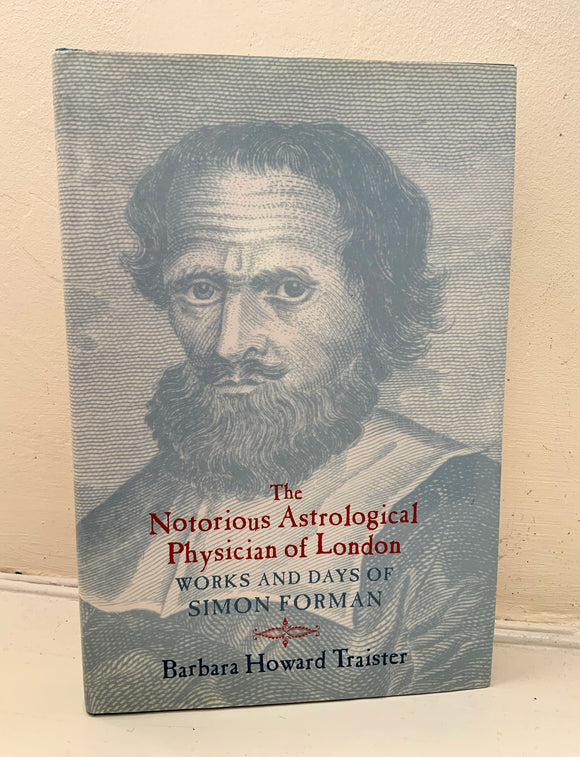 The
Notorious Astrological
Physician of London
WORKS AND DAYS OF
SIMON FORMAN
Barbara Howard Traister